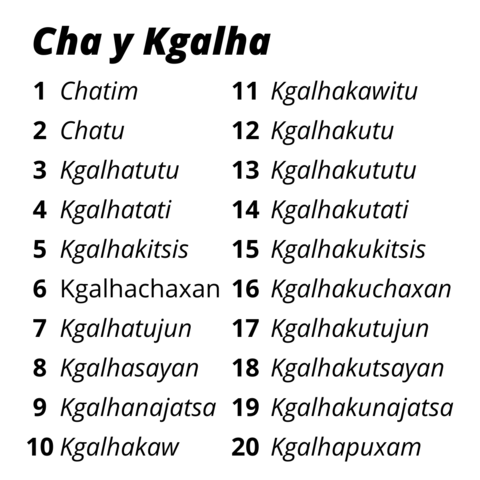 Cha y Kgalha
1 Chatim
2 Chatu
3 Kgalhatutu
4 Kgalhatati
5 Kgalhakitsis
6 Kgalhachaxan
7 Kgalhatujun
8 Kgalhasayan
9 Kgalhanajatsa
10 Kgalhakaw
11 Kgalhakawitu
12 Kgalhakutu
13 Kgalhakututu
14 Kgalhakutati
15 Kgalhakukitsis
16 Kgalhakuchaxan
17 Kgalhakutujun
18 Kgalhakutsayan
19 Kgalhakunajatsa
20 Kgalhapuxam